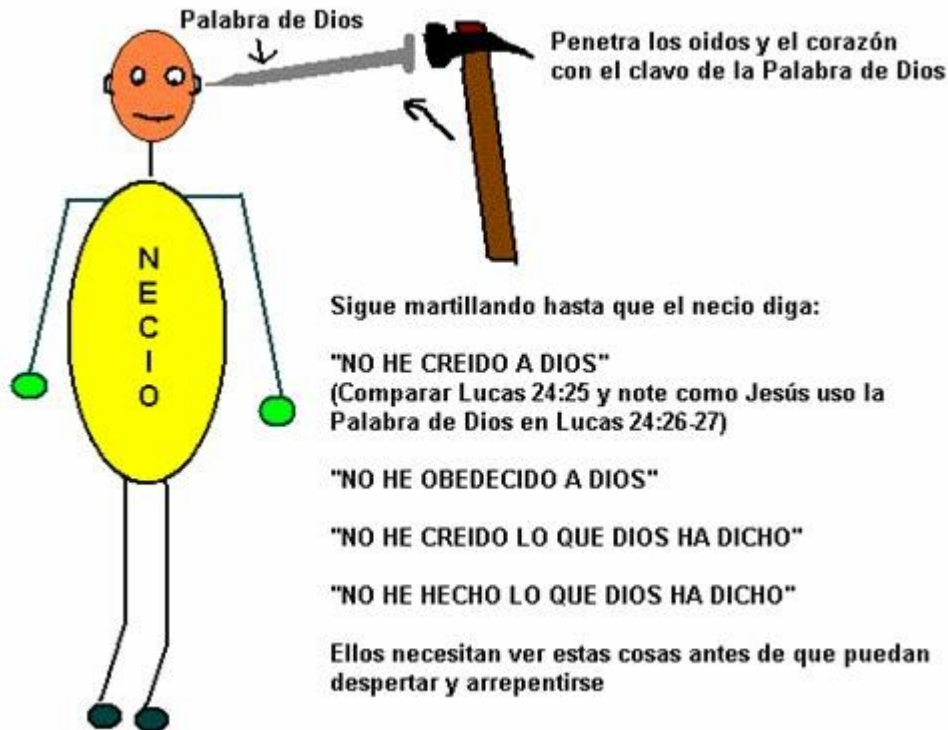 Palabra de Dios
Penetra los oidos y el corazón
con el clavo de la Palabra de Dios
NECIO
Sigue martillando hasta que el necio diga:
"NO HE CREIDO A DIOS"
(Comparar Lucas 24:25 y note como Jesús uso la
Palabra de Dios en Lucas 24:26-27)
"NO HE OBEDECIDO A DIOS"
"NO HE CREIDO LO QUE DIOS HA DICHO"
"NO HE HECHO LO QUE DIOS HA DICHO"
Ellos necesitan ver estas cosas antes de que puedan
despertar y arrepentirse